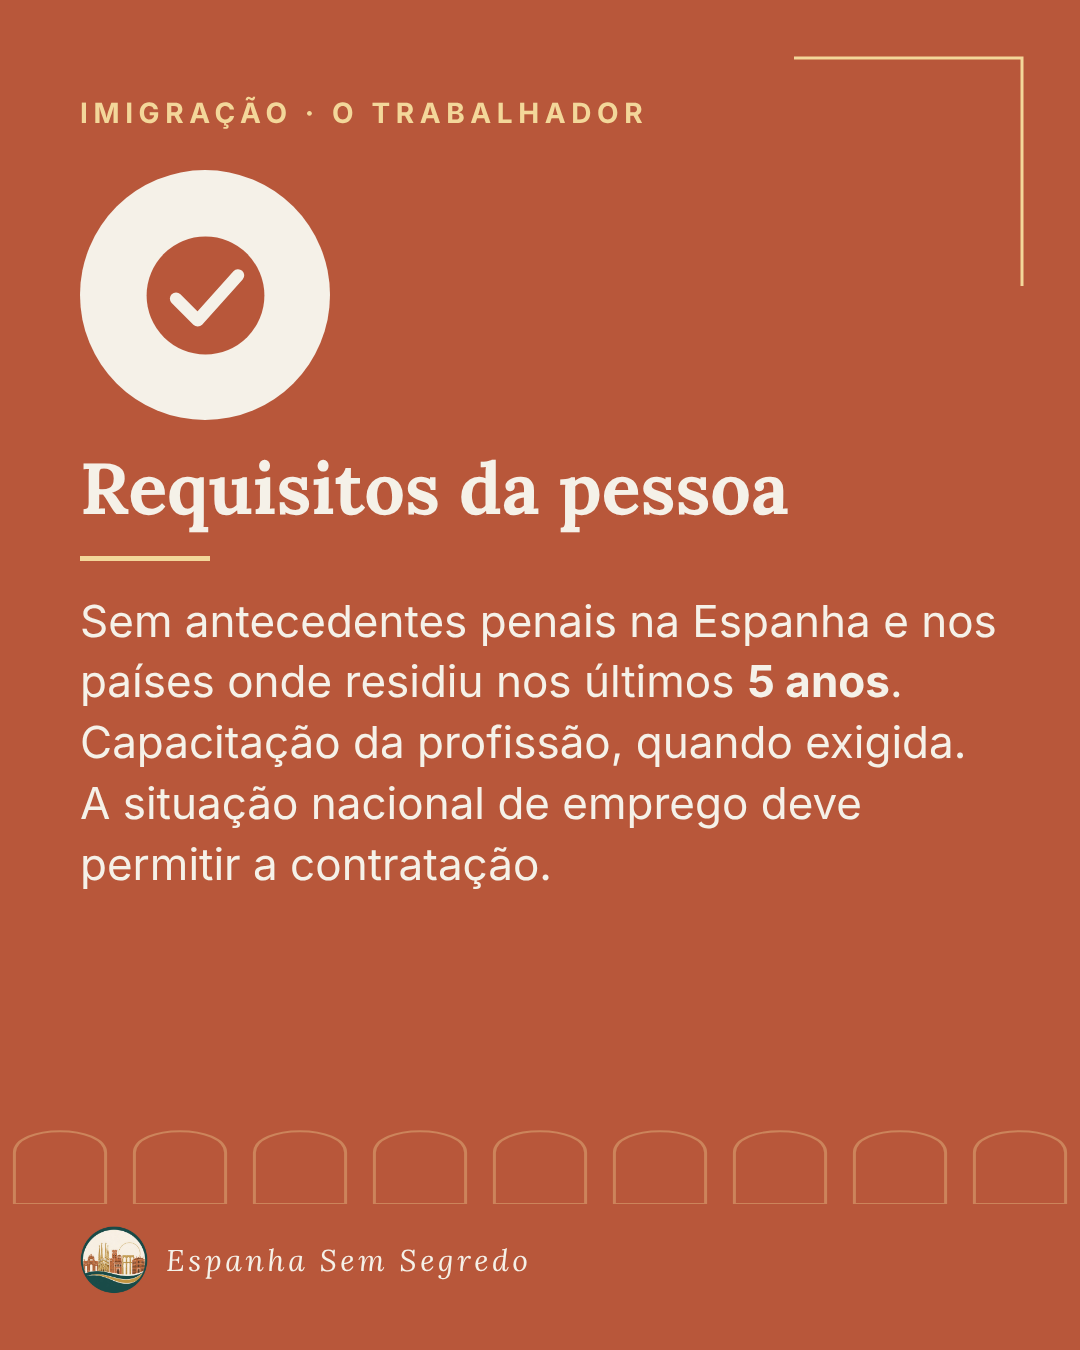 IMIGRAÇÃO · O TRABALHADOR
Requisitos da pessoa
Sem antecedentes penais na Espanha e nos
países onde residiu nos últimos 5 anos.
Capacitação da profissão, quando exigida.
A situação nacional de emprego deve
permitir a contratação.
Espanha Sem Segredo